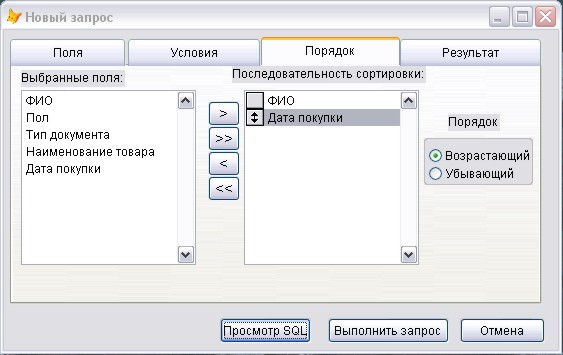 Новый запрос
Поля
Условия
Порядок
Результат
Выбранные поля:
Последовательность сортировки:
ФИО
Пол
Тип документа
Наименование товара
Дата покупки
>
>>
<
<<
ФИО
Дата покупки
Порядок
Возрастающий
Убывающий
Просмотр SQL
Выполнить запрос
Отмена